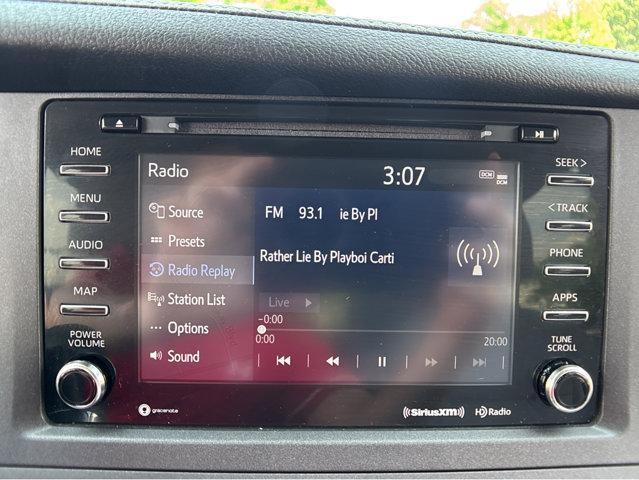 HOME
MENU
AUDIO
MAP
POWER
VOLUME
Radio
3:07
DCM
DCM
Source
Presets
Radio Replay
Station List
Options
Sound
FM 93.1 ie By Pl
Rather Lie By Playboi Carti
Live
-0:00
0:00
20:00
gracenote
((SiriusXM))
HD Radio
SEEK >
< TRACK
PHONE
APPS
TUNE
SCROLL